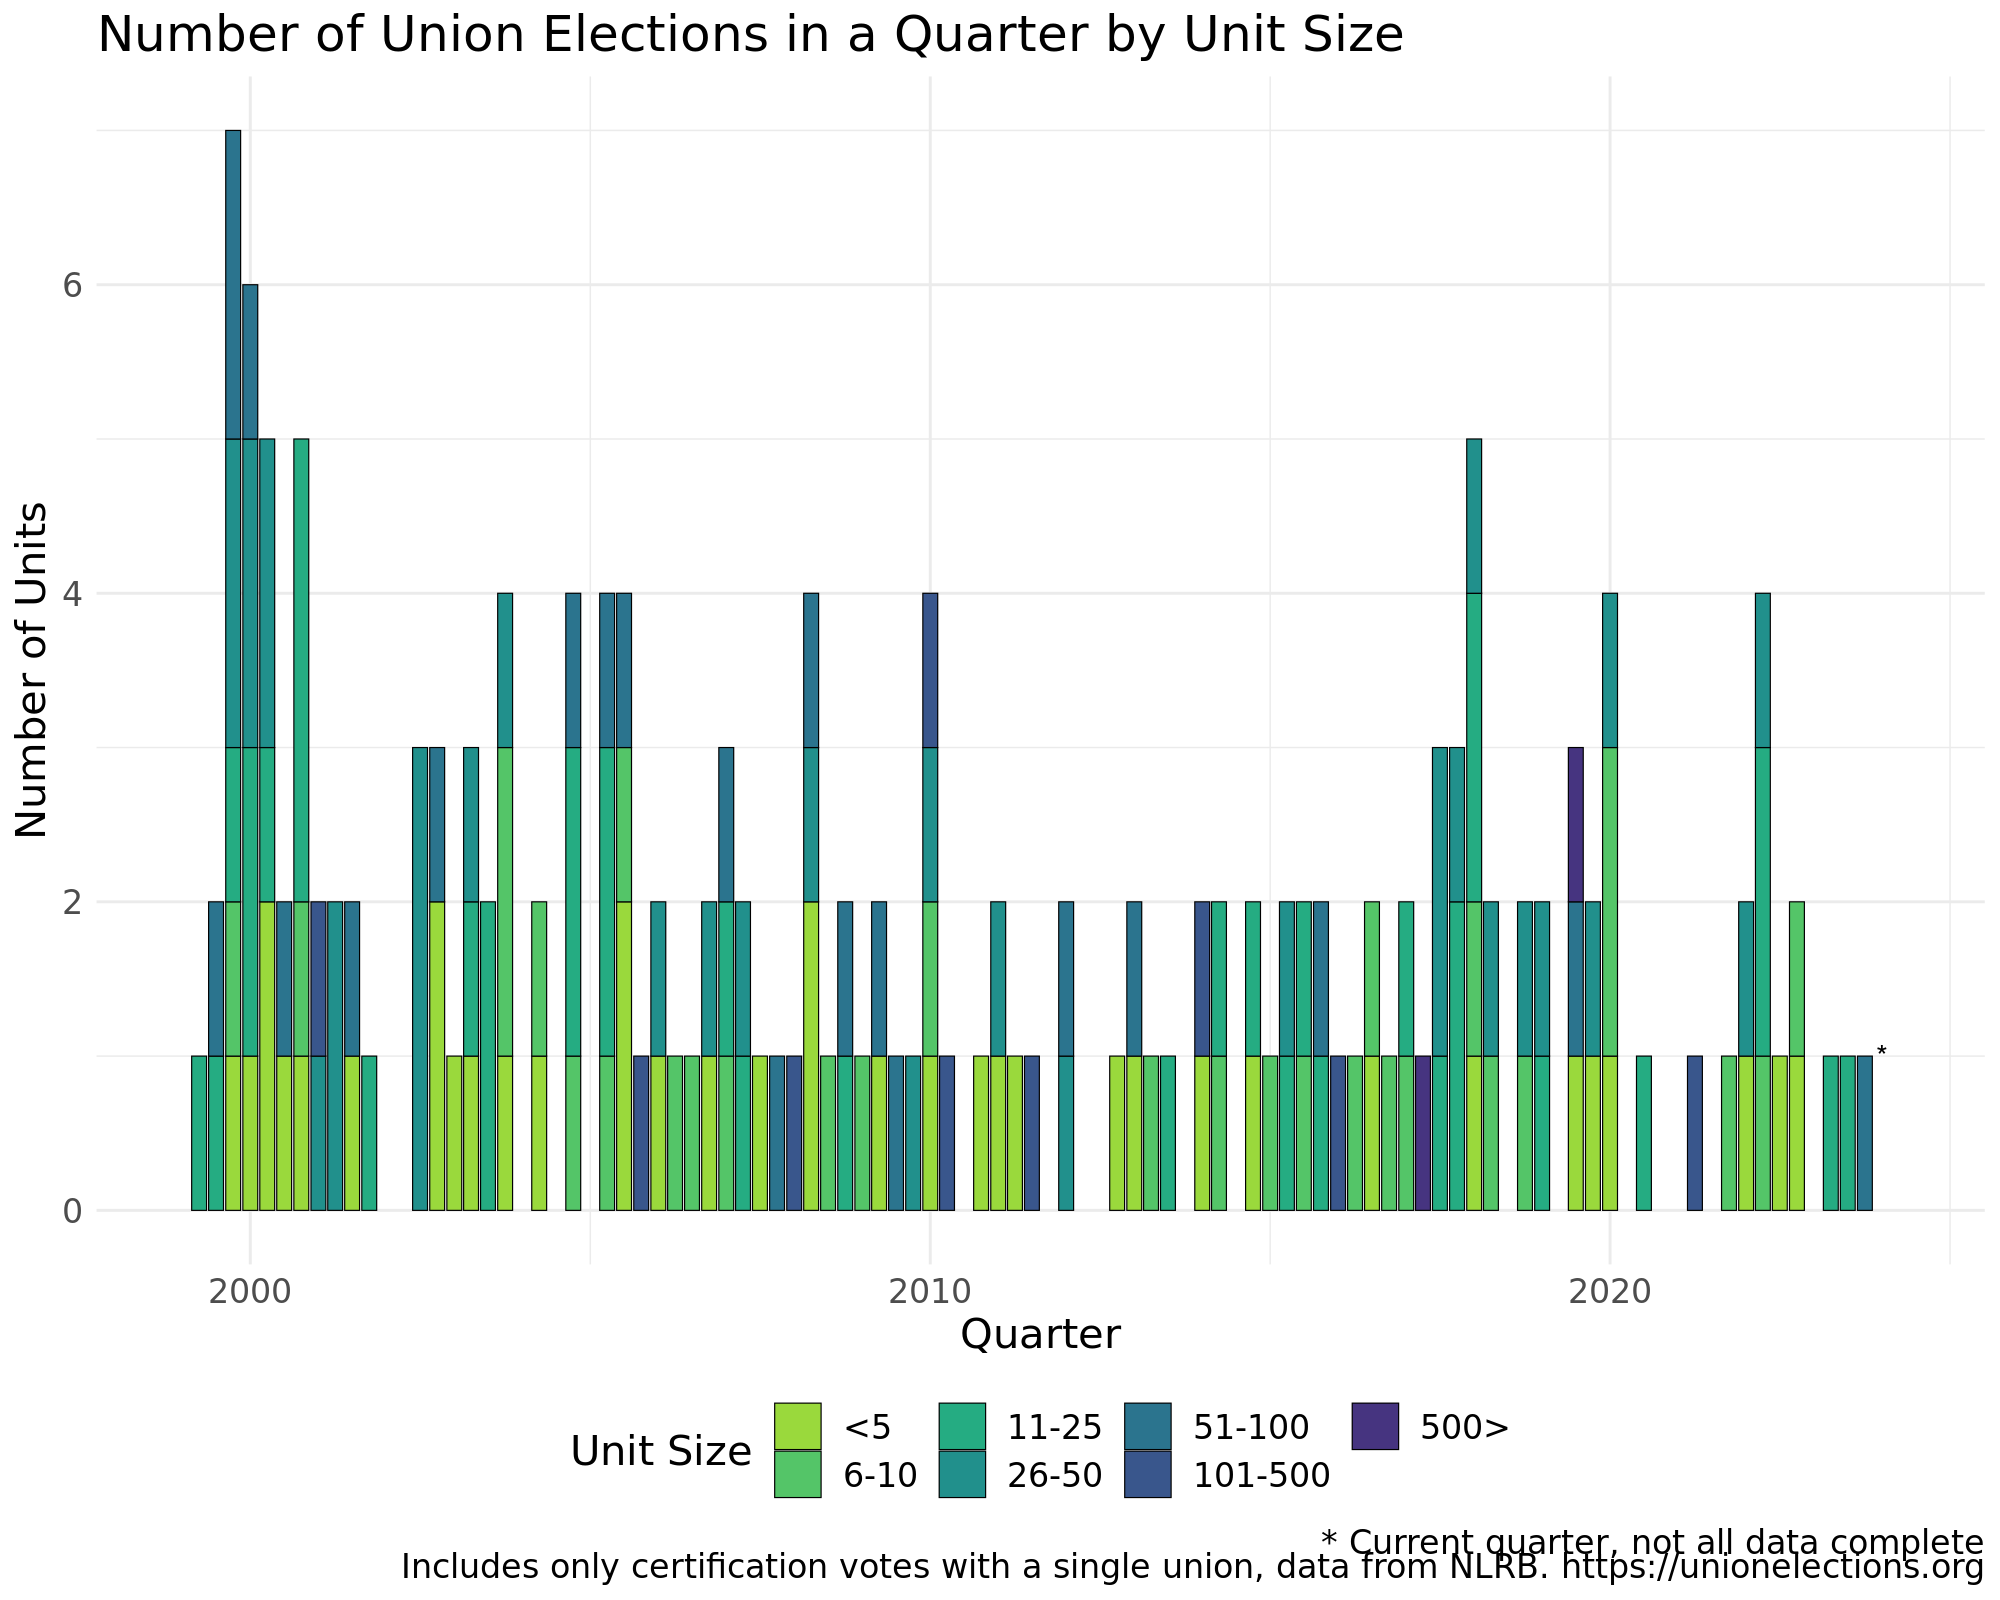 Number of Union Elections in a Quarter by Unit Size
Number of Units
6
4
2
0
*
2000 2010 2020
Quarter
Unit Size
<5 11-25 51-100 500>
6-10 26-50 101-500
* Current quarter, not all data complete
Includes only certification votes with a single union, data from NLRB. https://unionelections.org